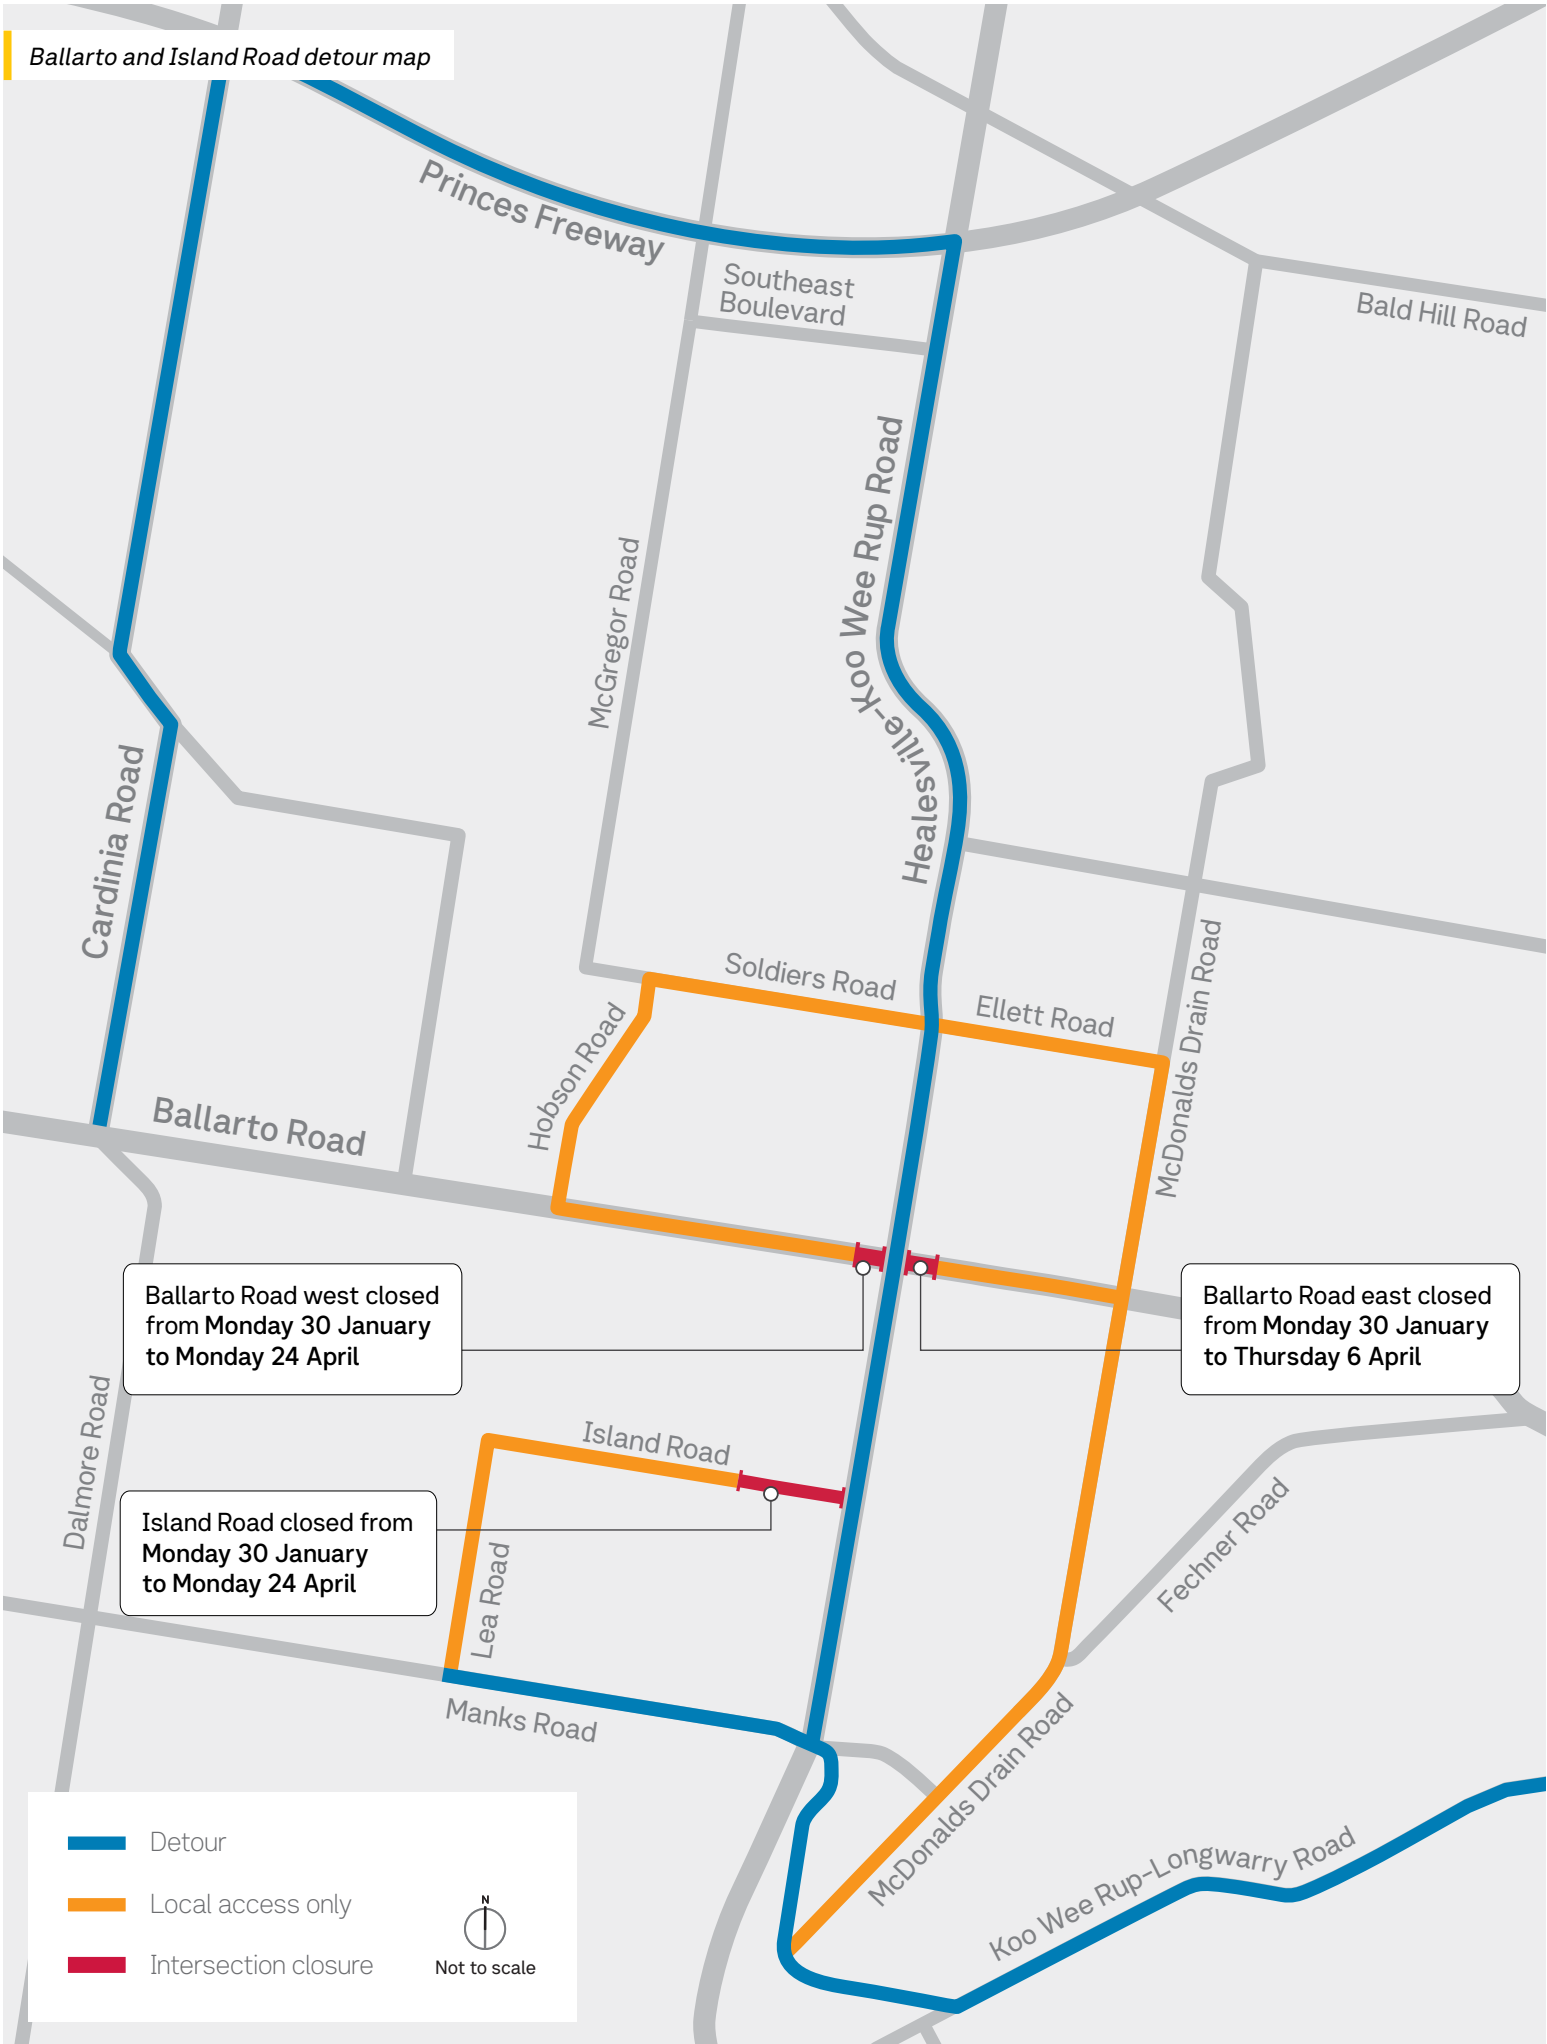 Ballarto and Island Road detour map
Princes Freeway
Southeast
Boulevard
Bald Hill Road
Healesville-Koo Wee Rup Road
McGregor Road
Cardinia Road
Soldiers Road
Ellett Road
McDonalds Drain Road
Hobson Road
Ballarto Road
Ballarto Road west closed
from Monday 30 January
to Monday 24 April
Ballarto Road east closed
from Monday 30 January
to Thursday 6 April
Dalmore Road
Island Road
Island Road closed from
Monday 30 January
to Monday 24 April
Lea Road
Fechner Road
Manks Road
McDonalds Drain Road
Koo Wee Rup-Longwarry Road
Detour
Local access only
Intersection closure
N
Not to scale